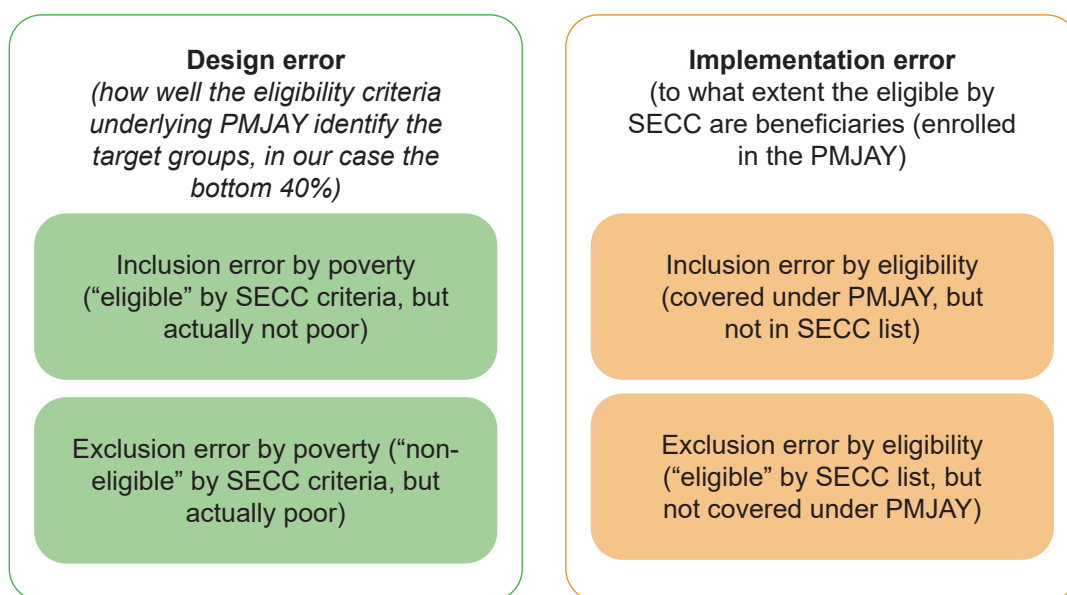 Design error
(how well the eligibility criteria
underlying PMJAY identify the
target groups, in our case the
bottom 40%)
Inclusion error by poverty
(“eligible” by SECC criteria, but
actually not poor)
Exclusion error by poverty (“non-
eligible” by SECC criteria, but
actually poor)
Implementation error
(to what extent the eligible by
SECC are beneficiaries (enrolled
in the PMJAY)
Inclusion error by eligibility
(covered under PMJAY, but
not in SECC list)
Exclusion error by eligibility
(“eligible” by SECC list, but
not covered under PMJAY)